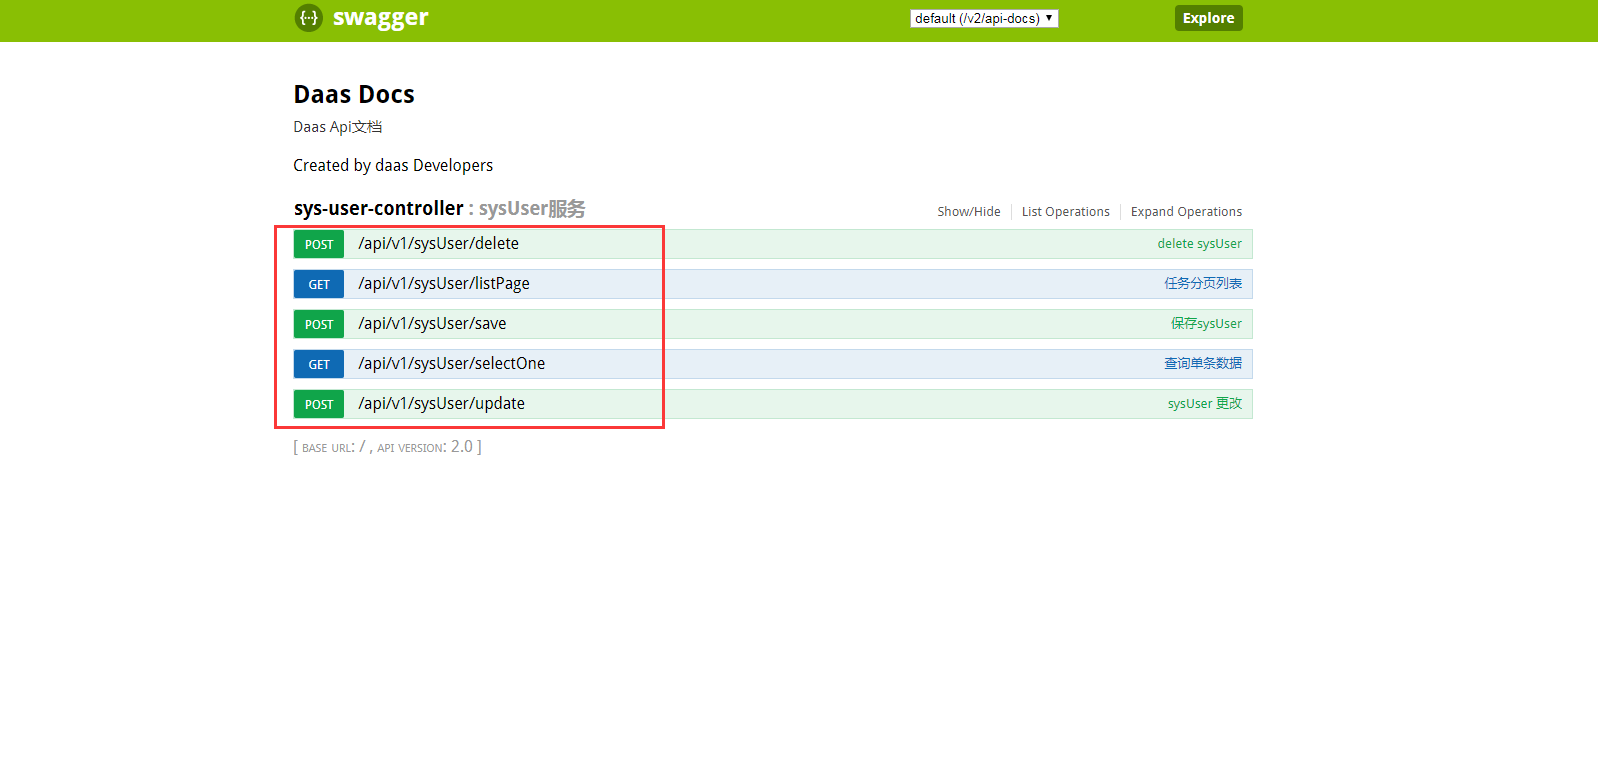 {···} swagger default (/v2/api-docs) Explore
Daas Docs
Daas Api文档
Created by daas Developers
sys-user-controller : sysUser服务 Show/Hide List Operations Expand Operations
POST /api/v1/sysUser/delete delete sysUser
GET /api/v1/sysUser/listPage 任务分页列表
POST /api/v1/sysUser/save 保存sysUser
GET /api/v1/sysUser/selectOne 查询单条数据
POST /api/v1/sysUser/update sysUser 更改
[ BASE URL: / , API VERSION: 2.0 ]